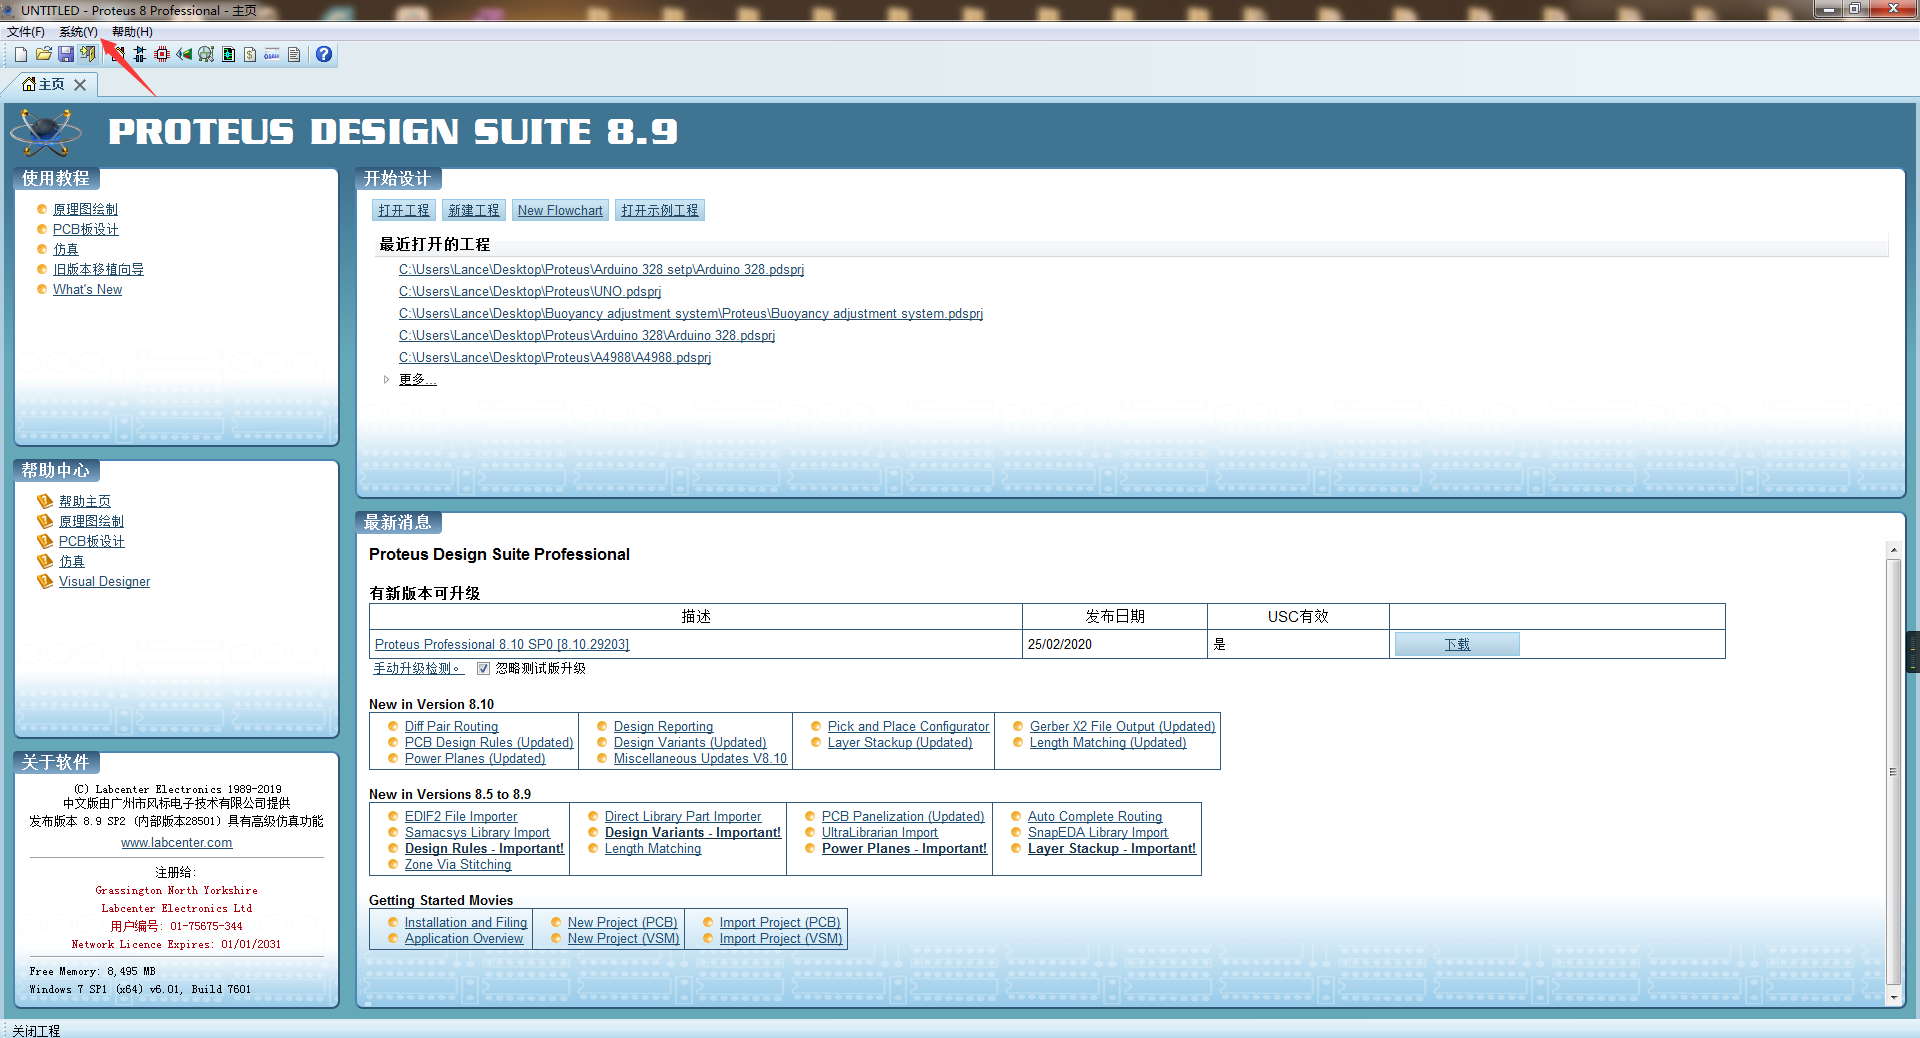 UNTITLED - Proteus 8 Professional - 主页
文件(F) 系统(Y) 帮助(H)
主页
PROTEUS DESIGN SUITE 8.9
使用教程
原理图绘制
PCB板设计
仿真
旧版本移植向导
What's New
帮助中心
帮助主页
原理图绘制
PCB板设计
仿真
Visual Designer
关于软件
(C) Labcenter Electronics 1989-2019
中文版由广州市风标电子技术有限公司提供
发布版本 8.9 SP2 (内部版本28501) 具有高级仿真功能
www.labcenter.com
注册给:
Grassington North Yorkshire
Labcenter Electronics Ltd
用户编号: 01-75675-344
Network Licence Expires: 01/01/2031
Free Memory: 8,495 MB
Windows 7 SP1 (x64) v6.01, Build 7601
开始设计
打开工程 新建工程 New Flowchart 打开示例工程
最近打开的工程
C:\Users\Lance\Desktop\Proteus\Arduino 328 setp\Arduino 328.pdsprj
C:\Users\Lance\Desktop\Proteus\UNO.pdsprj
C:\Users\Lance\Desktop\Buoyancy adjustment system\Proteus\Buoyancy adjustment system.pdsprj
C:\Users\Lance\Desktop\Proteus\Arduino 328\Arduino 328.pdsprj
C:\Users\Lance\Desktop\Proteus\A4988\A4988.pdsprj
更多...
最新消息
Proteus Design Suite Professional
有新版本可升级
描述 发布日期 USC有效
Proteus Professional 8.10 SP0 [8.10.29203] 25/02/2020 是 下载
手动升级检测。 忽略测试版升级
New in Version 8.10
Diff Pair Routing Design Reporting Pick and Place Configurator Gerber X2 File Output (Updated)
PCB Design Rules (Updated) Design Variants (Updated) Layer Stackup (Updated) Length Matching (Updated)
Power Planes (Updated) Miscellaneous Updates V8.10
New in Versions 8.5 to 8.9
EDIF2 File Importer Direct Library Part Importer PCB Panelization (Updated) Auto Complete Routing
Samacsys Library Import Design Variants - Important! UltraLibrarian Import SnapEDA Library Import
Design Rules - Important! Length Matching Power Planes - Important! Layer Stackup - Important!
Zone Via Stitching
Getting Started Movies
Installation and Filing New Project (PCB) Import Project (PCB)
Application Overview New Project (VSM) Import Project (VSM)
关闭工程